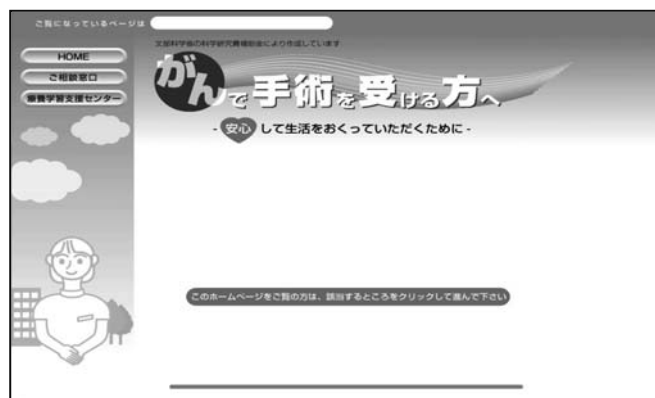 ご覧になっているページは
文部科学省の科学研究費補助金により作成しています
HOME
ご相談窓口
療養学習支援センター
がんで手術を受ける方へ
- 安心して生活をおくっていただくために -
このホームページをご覧の方は、該当するところをクリックして進んで下さい